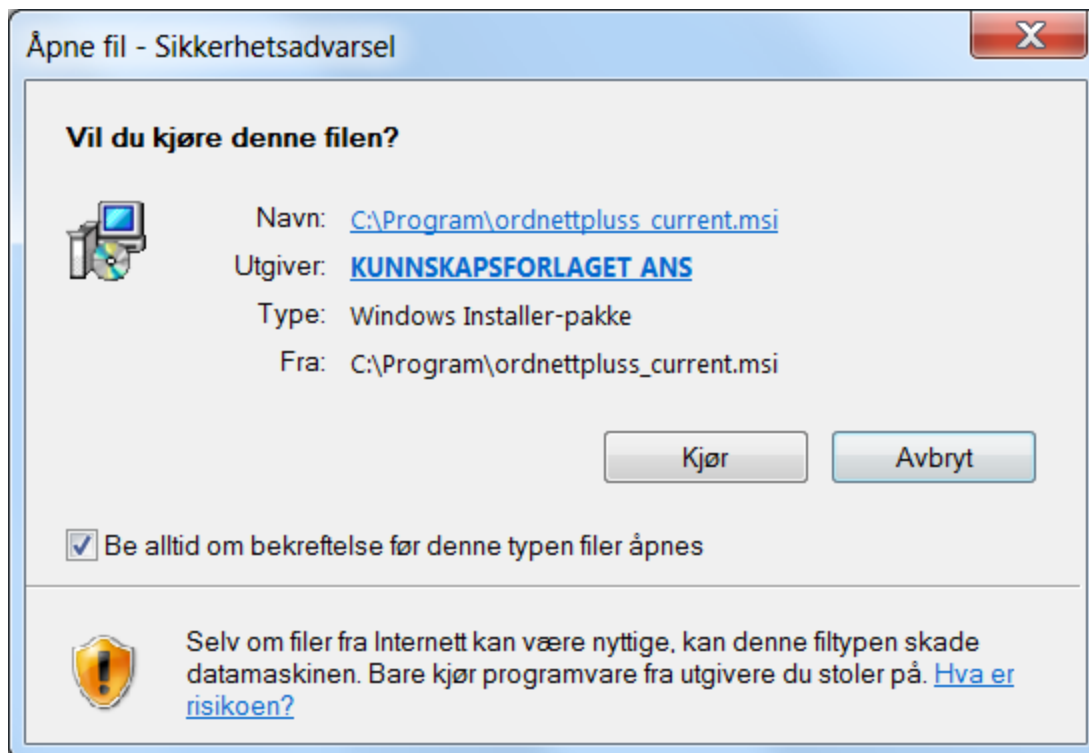 Åpne fil - Sikkerhetsadvarsel
Vil du kjøre denne filen?
Navn: C:\Program\ordnettpluss_current.msi
Utgiver: KUNNSKAPSFORLAGET ANS
Type: Windows Installer-pakke
Fra: C:\Program\ordnettpluss_current.msi
Kjør Avbryt
Be alltid om bekreftelse før denne typen filer åpnes
Selv om filer fra Internett kan være nyttige, kan denne filtypen skade
datamaskinen. Bare kjør programvare fra utgivere du stoler på. Hva er
risikoen?